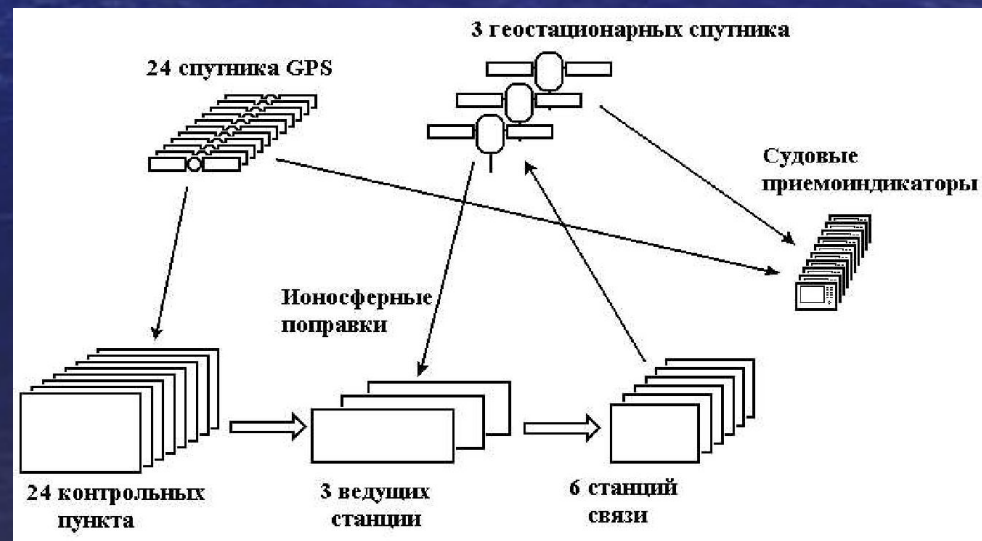 3 геостационарных спутника
24 спутника GPS
Судовые
приемоиндикаторы
Ионосферные
поправки
24 контрольных
пункта
3 ведущих
станции
6 станций
связи